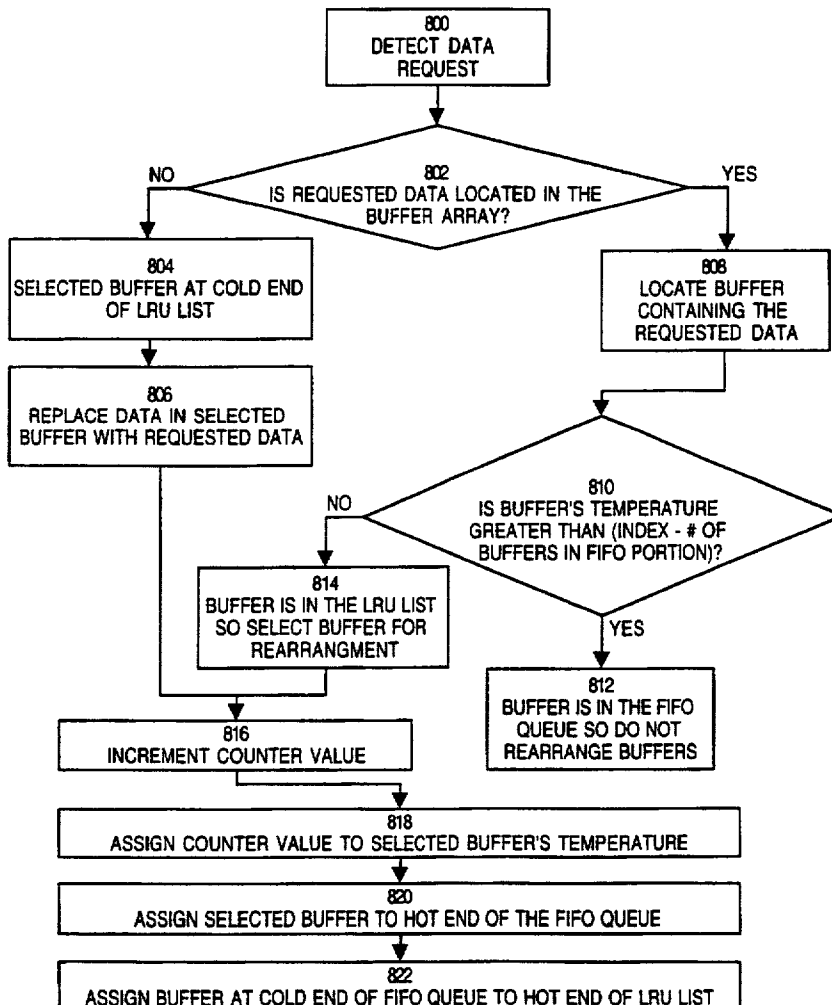 800
DETECT DATA
REQUEST
802
IS REQUESTED DATA LOCATED IN THE
BUFFER ARRAY?
NO
YES
804
SELECTED BUFFER AT COLD END
OF LRU LIST
806
REPLACE DATA IN SELECTED
BUFFER WITH REQUESTED DATA
808
LOCATE BUFFER
CONTAINING THE
REQUESTED DATA
810
IS BUFFER'S TEMPERATURE
GREATER THAN (INDEX - # OF
BUFFERS IN FIFO PORTION)?
NO
YES
814
BUFFER IS IN THE LRU LIST
SO SELECT BUFFER FOR
REARRANGMENT
812
BUFFER IS IN THE FIFO
QUEUE SO DO NOT
REARRANGE BUFFERS
816
INCREMENT COUNTER VALUE
818
ASSIGN COUNTER VALUE TO SELECTED BUFFER'S TEMPERATURE
820
ASSIGN SELECTED BUFFER TO HOT END OF THE FIFO QUEUE
822
ASSIGN BUFFER AT COLD END OF FIFO QUEUE TO HOT END OF LRU LIST